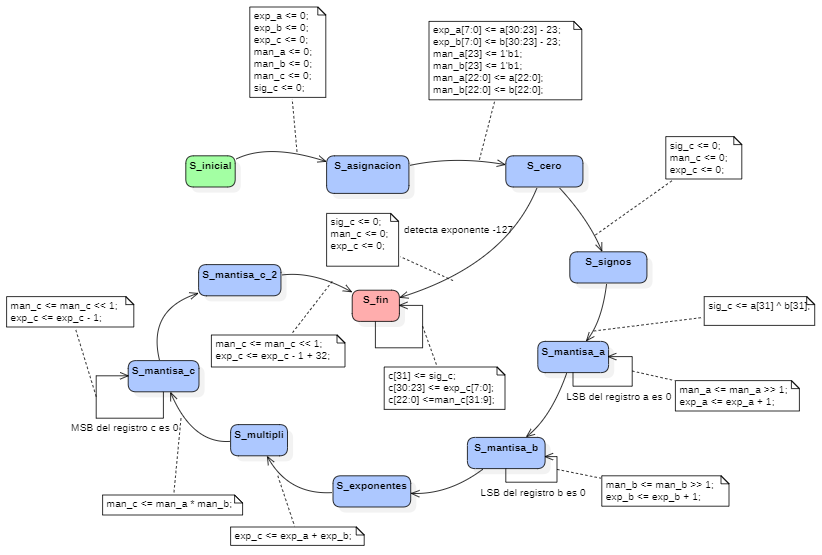 exp_a <= 0;
exp_b <= 0;
exp_c <= 0;
man_a <= 0;
man_b <= 0;
man_c <= 0;
sig_c <= 0;
exp_a[7:0] <= a[30:23] - 23;
exp_b[7:0] <= b[30:23] - 23;
man_a[23] <= 1'b1;
man_b[23] <= 1'b1;
man_a[22:0] <= a[22:0];
man_b[22:0] <= b[22:0];
S_inicial
S_asignacion
S_cero
sig_c <= 0;
man_c <= 0;
exp_c <= 0;
sig_c <= 0;
man_c <= 0;
exp_c <= 0;
detecta exponente -127
S_signos
S_mantisa_c_2
S_fin
sig_c <= a[31] ^ b[31];
man_c <= man_c << 1;
exp_c <= exp_c - 1;
man_c <= man_c << 1;
exp_c <= exp_c - 1 + 32;
S_mantisa_a
S_mantisa_c
c[31] <= sig_c;
c[30:23] <= exp_c[7:0];
c[22:0] <=man_c[31:9];
LSB del registro a es 0
man_a <= man_a >> 1;
exp_a <= exp_a + 1;
MSB del registro c es 0
S_multipli
S_mantisa_b
S_exponentes
LSB del registro b es 0
man_b <= man_b >> 1;
exp_b <= exp_b + 1;
man_c <= man_a * man_b;
exp_c <= exp_a + exp_b;